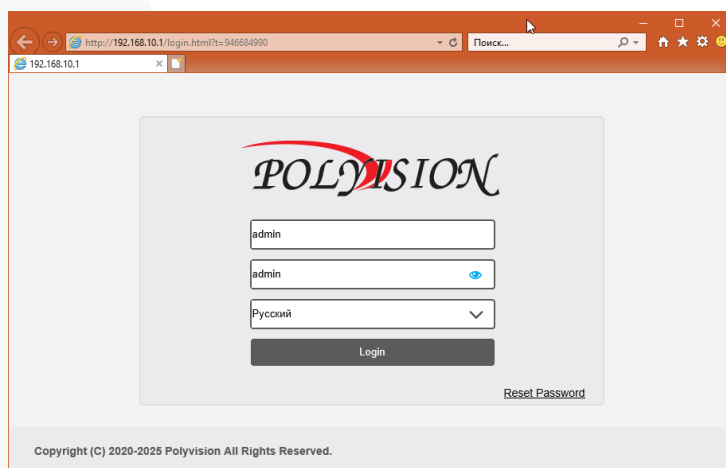 http://192.168.10.1/login.html?t=946684990
Поиск...
192.168.10.1
POLYVISION
admin
admin
Русский
Login
Reset Password
Copyright (C) 2020-2025 Polyvision All Rights Reserved.